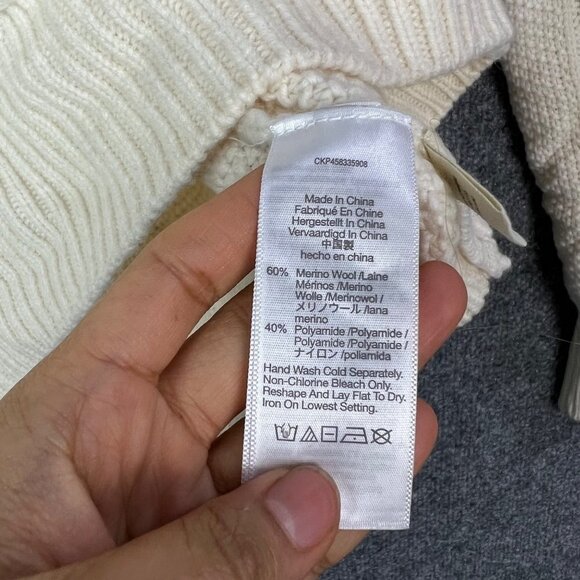 CKP458335908
Made In China
Fabriqué En Chine
Hergestellt In China
Vervaardigd In China
中国製
hecho en china
60% Merino Wool /Laine
Mérinos /Merino
Wolle /Merinowol /
メリノウール /lana
merino
40% Polyamide /Polyamide /
Polyamide /Polyamide /
ナイロン /poliamida
Hand Wash Cold Separately.
Non-Chlorine Bleach Only.
Reshape And Lay Flat To Dry.
Iron On Lowest Setting.